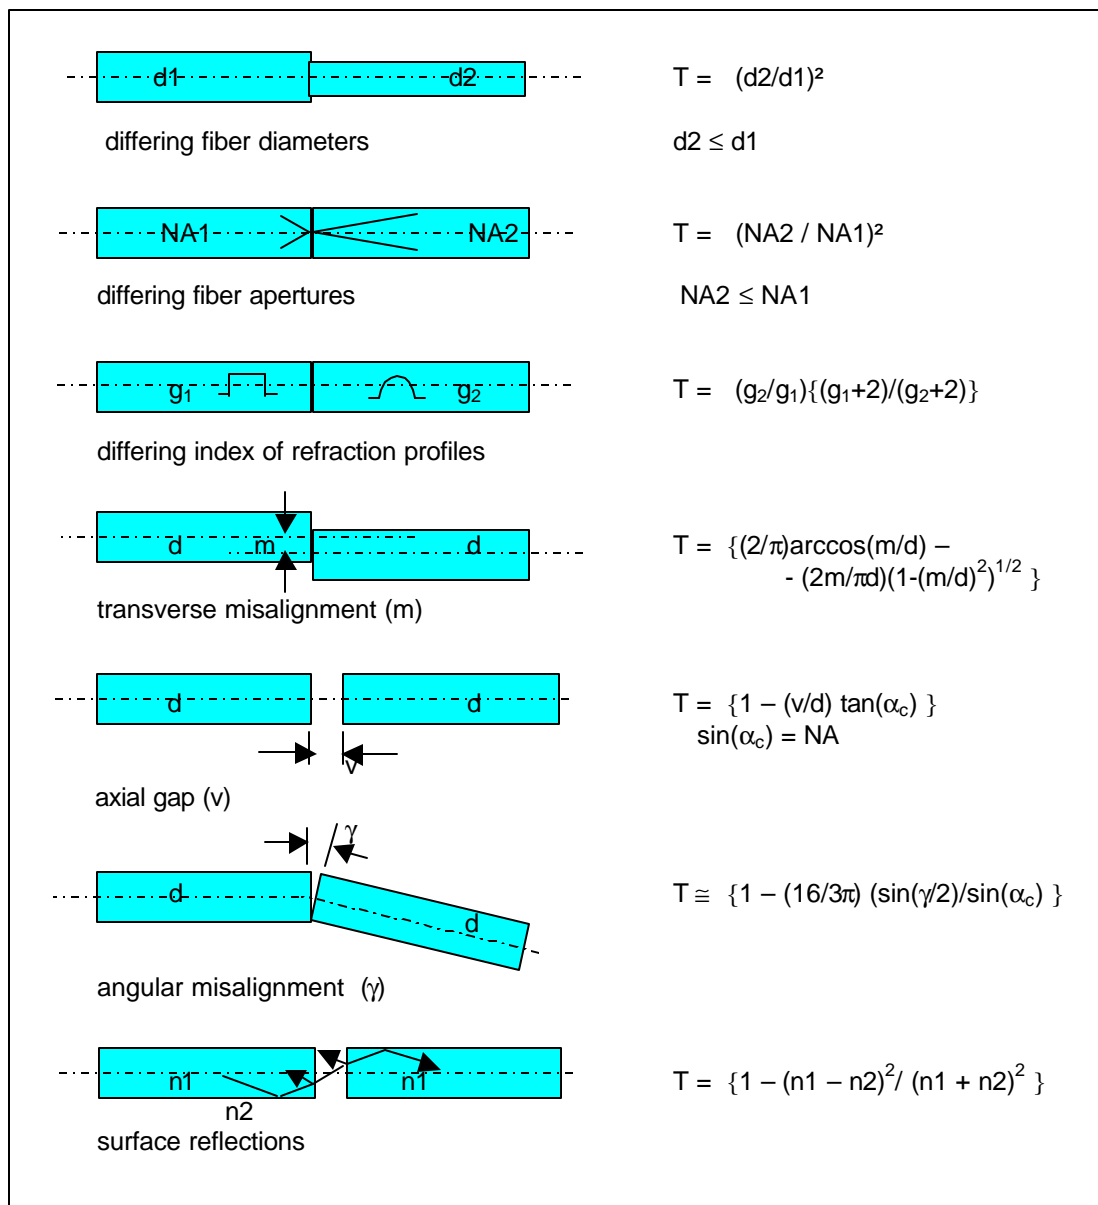 d1 d2 T = (d2/d1)²
differing fiber diameters d2 ≤ d1
NA1 NA2 T = (NA2 / NA1)²
differing fiber apertures NA2 ≤ NA1
g₁ g₂ T = (g₂/g₁){(g₁+2)/(g₂+2)}
differing index of refraction profiles
d m d T = {(2/π)arccos(m/d) –
- (2m/πd)(1-(m/d)²)^1/2 }
transverse misalignment (m)
d d T = {1 – (v/d) tan(α_c) }
sin(α_c) = NA
v
axial gap (v)
γ
d d T ≅ {1 – (16/3π) (sin(γ/2)/sin(α_c) }
angular misalignment (γ)
n1 n1 T = {1 – (n1 – n2)²/ (n1 + n2)² }
n2
surface reflections